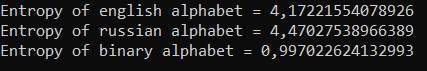 Entropy of english alphabet = 4,17221554078926
Entropy of russian alphabet = 4,47027538966389
Entropy of binary alphabet = 0,997022624132993